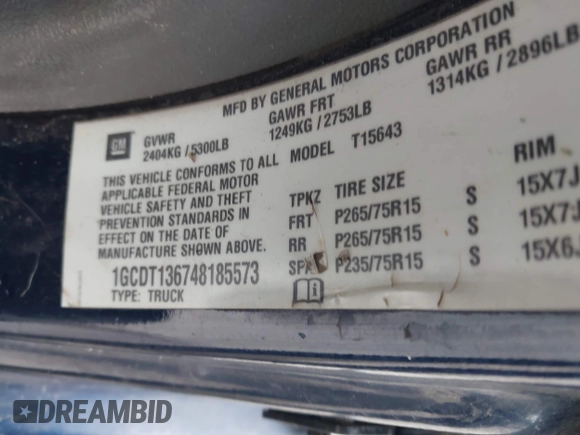 MFD BY GENERAL MOTORS CORPORATION
GM
GVWR GAWR FRT GAWR RR
2404KG / 5300LB 1249KG / 2753LB 1314KG / 2896LB
THIS VEHICLE CONFORMS TO ALL
APPLICABLE FEDERAL MOTOR
VEHICLE SAFETY AND THEFT
PREVENTION STANDARDS IN
EFFECT ON THE DATE OF
MANUFACTURE SHOWN ABOVE.
1GCDT136748185573
TYPE: TRUCK
MODEL T15643
TPKZ TIRE SIZE RIM
FRT P265/75R15 S 15X7J
RR P265/75R15 S 15X7J
P235/75R15 S 15X6J
DREAMBID